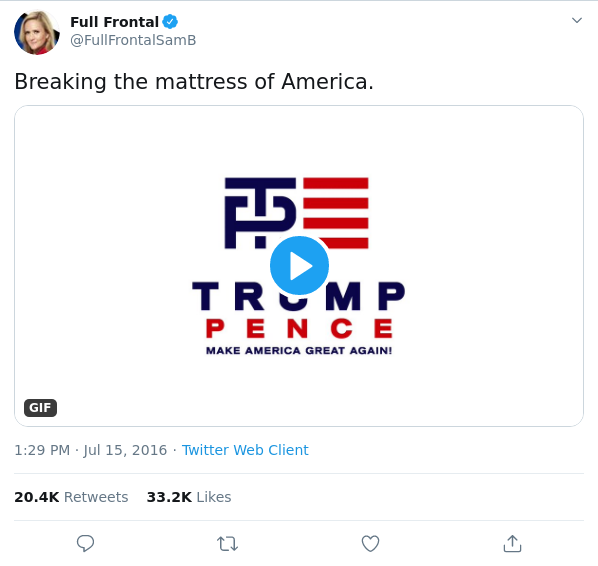 Full Frontal
@FullFrontalSamB
Breaking the mattress of America.
TP
TRUMP
PENCE
MAKE AMERICA GREAT AGAIN!
GIF
1:29 PM · Jul 15, 2016 · Twitter Web Client
20.4K Retweets 33.2K Likes